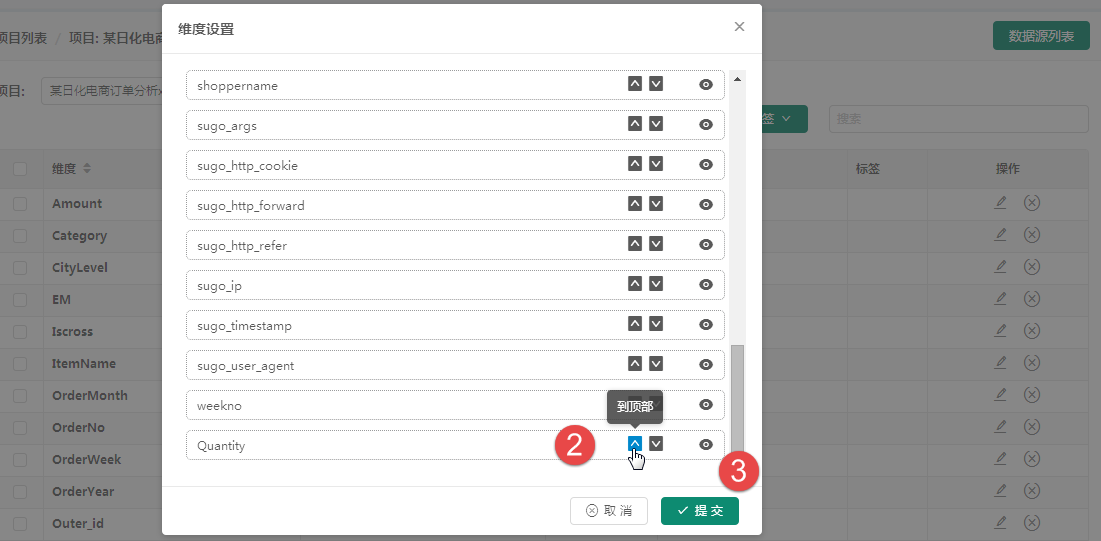 维度设置
项目列表 / 项目: 某日化电商
数据源列表
项目:
某日化电商订单分析
签
搜索
shoppername
sugo_args
sugo_http_cookie
sugo_http_forward
sugo_http_refer
sugo_ip
sugo_timestamp
sugo_user_agent
weekno
到顶部
Quantity
2
3
取消
提交
维度
标签
操作
Amount
Category
CityLevel
EM
Iscross
ItemName
OrderMonth
OrderNo
OrderWeek
OrderYear
Outer_id